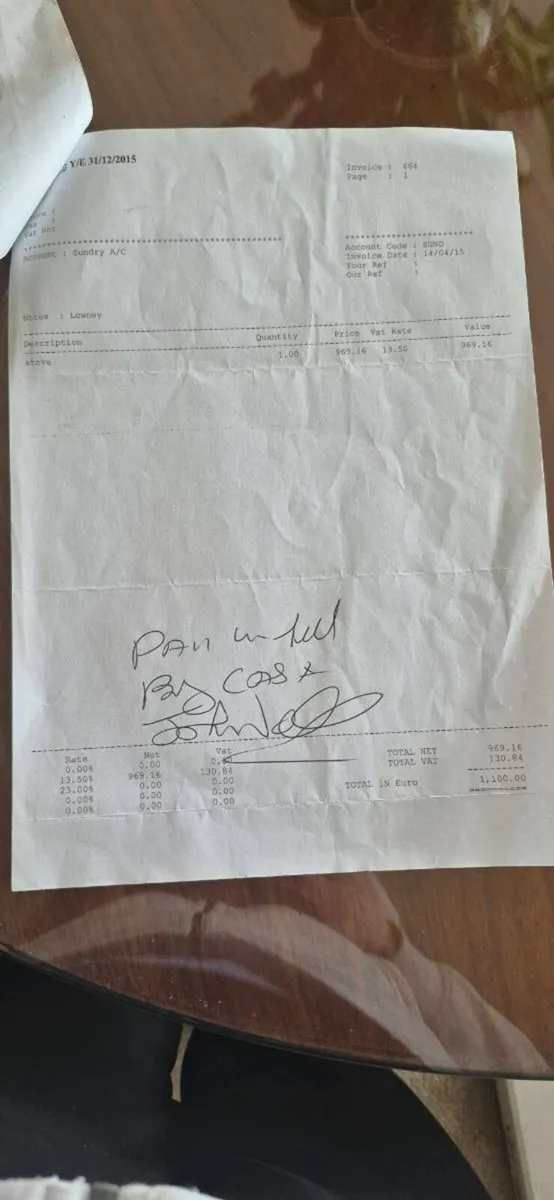 Y/E 31/12/2015
Invoice : 664
Page : 1
Vat No:
Account : Sundry A/C
Account Code : SUND
Invoice Date : 14/04/15
Your Ref :
Our Ref :
Notes : Lowney
Description Quantity Price Vat Rate Value
stove 1.00 969.16 13.50 969.16
Paid in full
By Cash
John
Rate Net Vat
0.00% 0.00
13.50% 969.16 130.84
23.00% 0.00 0.00
0.00% 0.00 0.00
0.00% 0.00 0.00
TOTAL NET 969.16
TOTAL VAT 130.84
TOTAL IN Euro 1,100.00